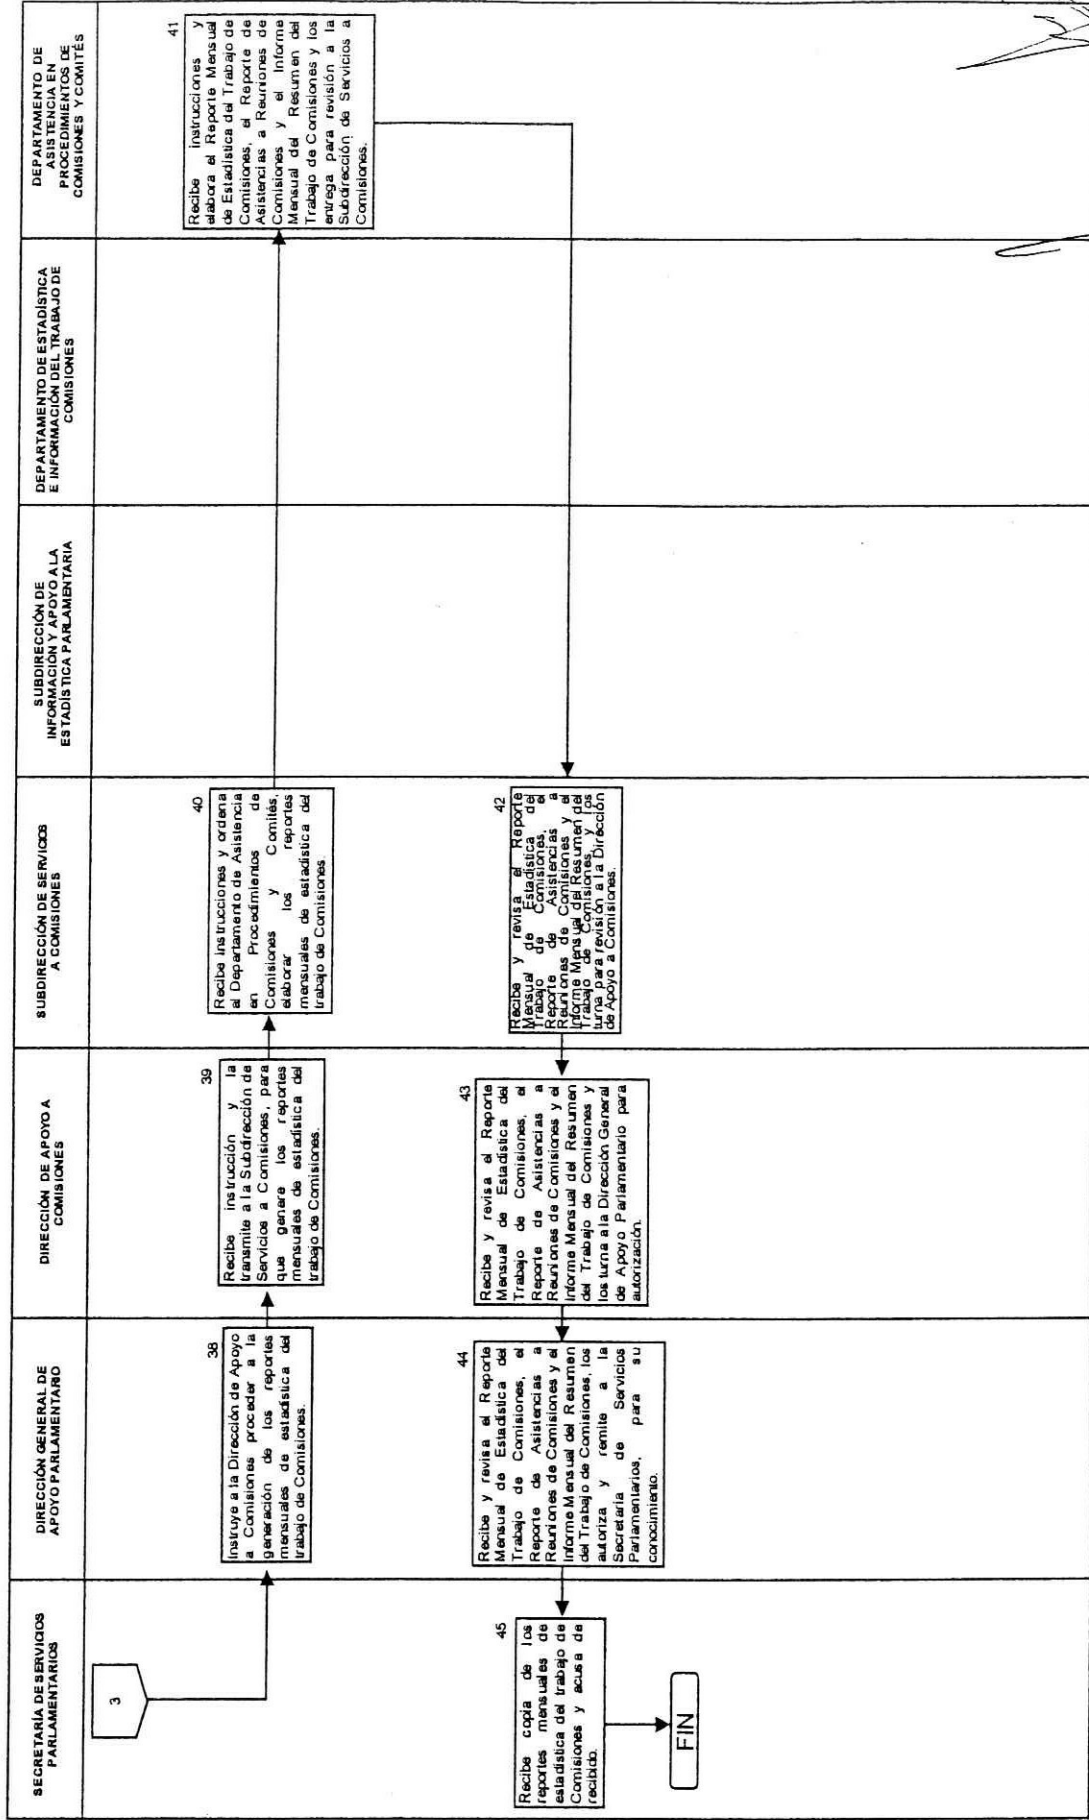 SECRETARÍA DE SERVICIOS
PARLAMENTARIOS
DIRECCIÓN GENERAL DE
APOYO PARLAMENTARIO
DIRECCIÓN DE APOYO A
COMISIONES
SUBDIRECCIÓN DE SERVICIOS
A COMISIONES
SUBDIRECCIÓN DE
INFORMACIÓN Y APOYO A LA
ESTADÍSTICA PARLAMENTARIA
DEPARTAMENTO DE ESTADÍSTICA
E INFORMACIÓN DEL TRABAJO DE
COMISIONES
DEPARTAMENTO DE
ASISTENCIA EN
PROCEDIMIENTOS DE
COMISIONES Y COMITÉS
3
38
Instruye a la Dirección de Apoyo
a Comisiones proceder a la
generación de los reportes
mensuales de estadística del
trabajo de Comisiones.
39
Recibe instrucción y la
transmite a la Subdirección de
Servicios a Comisiones, para
que genere los reportes
mensuales de estadística del
trabajo de Comisiones.
40
Recibe instrucciones y ordena
al Departamento de Asistencia
en Procedimientos de
Comisiones y Comités,
elaborar los reportes
mensuales de estadística del
trabajo de Comisiones.
41
Recibe instrucciones y
elabora el Reporte Mensual
de Estadística del Trabajo de
Comisiones, el Reporte de
Asistencias a Reuniones de
Comisiones y el Informe
Mensual del Resumen del
Trabajo de Comisiones y los
entrega para revisión a la
Subdirección de Servicios a
Comisiones.
42
Recibe y revisa el Reporte
Mensual de Estadística del
Trabajo de Comisiones, el
Reporte de Asistencias a
Reuniones de Comisiones y el
Informe Mensual del Resumen del
Trabajo de Comisiones, y los
turna para revisión a la Dirección
de Apoyo a Comisiones.
43
Recibe y revisa el Reporte
Mensual de Estadística del
Trabajo de Comisiones, el
Reporte de Asistencias a
Reuniones de Comisiones y el
Informe Mensual del Resumen
del Trabajo de Comisiones y
los turna a la Dirección General
de Apoyo Parlamentario para
autorización.
44
Recibe y revisa el Reporte
Mensual de Estadística del
Trabajo de Comisiones, el
Reporte de Asistencias a
Reuniones de Comisiones y el
Informe Mensual del Resumen
del Trabajo de Comisiones, los
autoriza y remite a la
Secretaría de Servicios
Parlamentarios, para su
conocimiento.
45
Recibe copia de los
reportes mensuales de
estadística del trabajo de
Comisiones y acusa de
recibido.
FIN